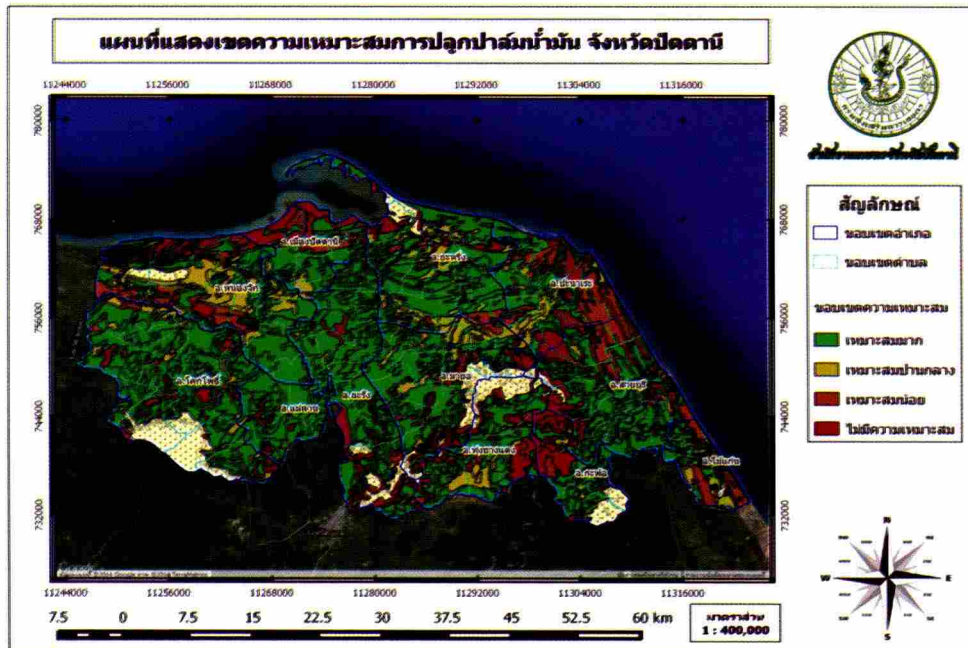 แผนที่แสดงเขตความเหมาะสมการปลูกปาล์มน้ำมัน จังหวัดปัตตานี
11244000 11256000 11268000 11280000 11292000 11304000 11316000
780000 780000
768000 768000
756000 756000
744000 744000
732000 732000
อ.เมืองปัตตานี
อ.ยะหริ่ง
อ.หนองจิก
อ.ปะนาเระ
อ.มายอ
อ.สายบุรี
อ.โคกโพธิ์
อ.ยะรัง
อ.แม่ลาน
อ.ทุ่งยางแดง
อ.กะพ้อ
อ.ไม้แก่น
11244000 11256000 11268000 11280000 11292000 11304000 11316000
7.5 0 7.5 15 22.5 30 37.5 45 52.5 60 km
มาตราส่วน
1 : 400,000
สัญลักษณ์
ขอบเขตอำเภอ
ขอบเขตตำบล
ขอบเขตความเหมาะสม
เหมาะสมมาก
เหมาะสมปานกลาง
เหมาะสมน้อย
ไม่มีความเหมาะสม
N
W E
S